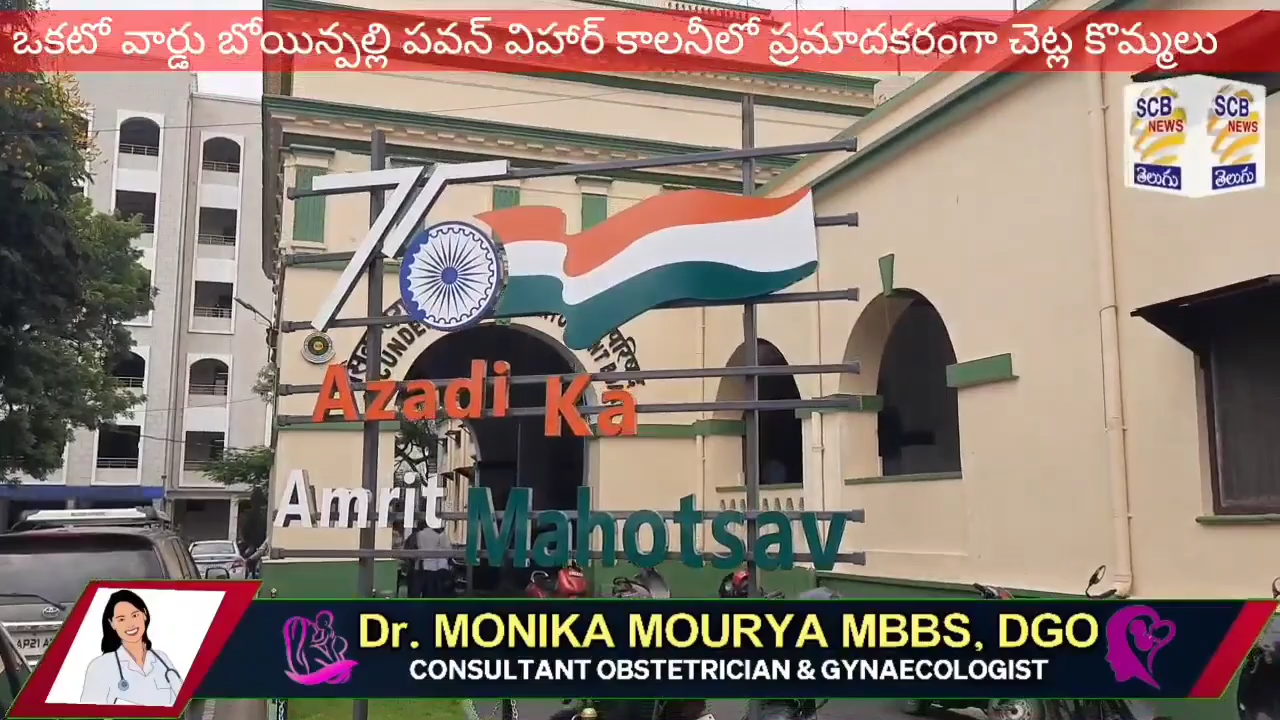 ఒకటో వార్డు బోయిన్పల్లి పవన్ విహార్ కాలనీలో ప్రమాదకరంగా చెట్ల కొమ్మలు
SCB
NEWS
తెలుగు
SCB
NEWS
తెలుగు
75
Azadi Ka
Amrit Mahotsav
Dr. MONIKA MOURYA MBBS, DGO
CONSULTANT OBSTETRICIAN & GYNAECOLOGIST